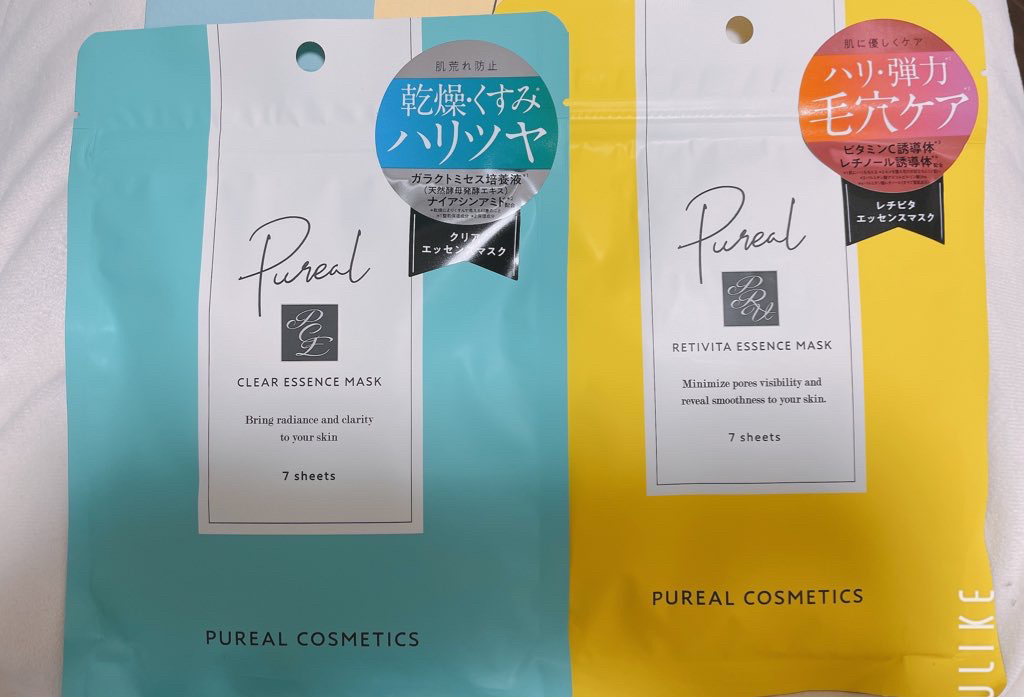 肌荒れ防止
乾燥・くすみ
ハリツヤ
ガラクトミセス培養液
(天然酵母発酵エキス)
ナイアシンアミド
配合
クリア
エッセンスマスク
Pureal
PCE
CLEAR ESSENCE MASK
Bring radiance and clarity
to your skin
7 sheets
PUREAL COSMETICS
肌に優しくケア
ハリ・弾力
毛穴ケア
ビタミンC誘導体
レチノール誘導体
配合
レチビタ
エッセンスマスク
Pureal
RETIVITA ESSENCE MASK
Minimize pores visibility and
reveal smoothness to your skin.
7 sheets
PUREAL COSMETICS
ULIKE